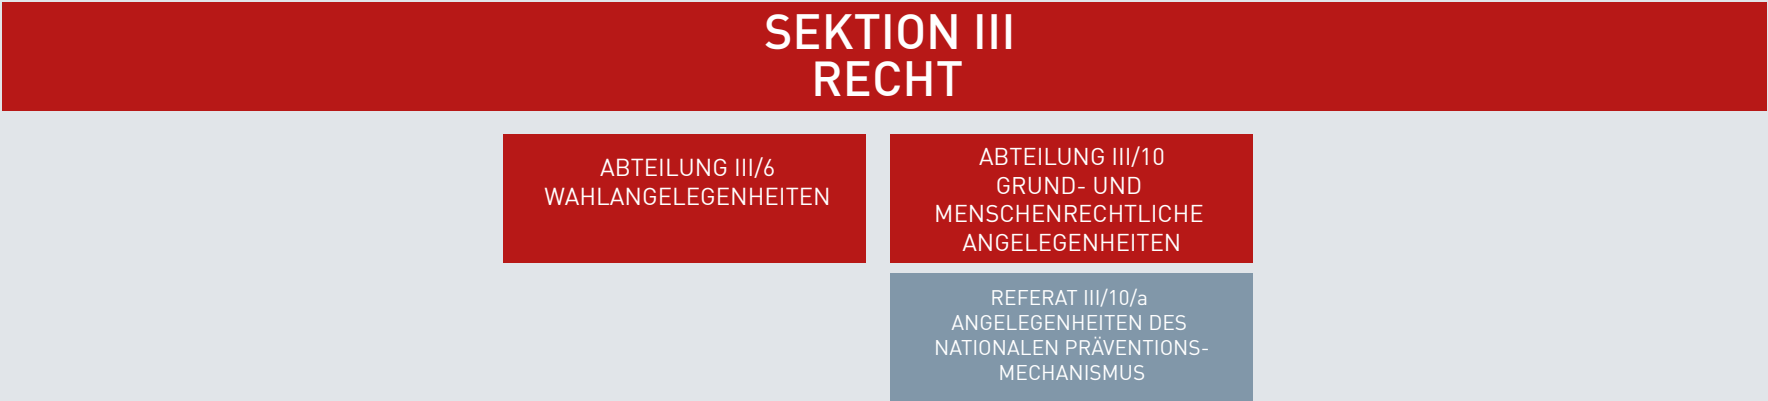 SEKTION III
RECHT
ABTEILUNG III/6
WAHLANGELEGENHEITEN
ABTEILUNG III/10
GRUND- UND
MENSCHENRECHTLICHE
ANGELEGENHEITEN
REFERAT III/10/a
ANGELEGENHEITEN DES
NATIONALEN PRÄVENTIONS-
MECHANISMUS